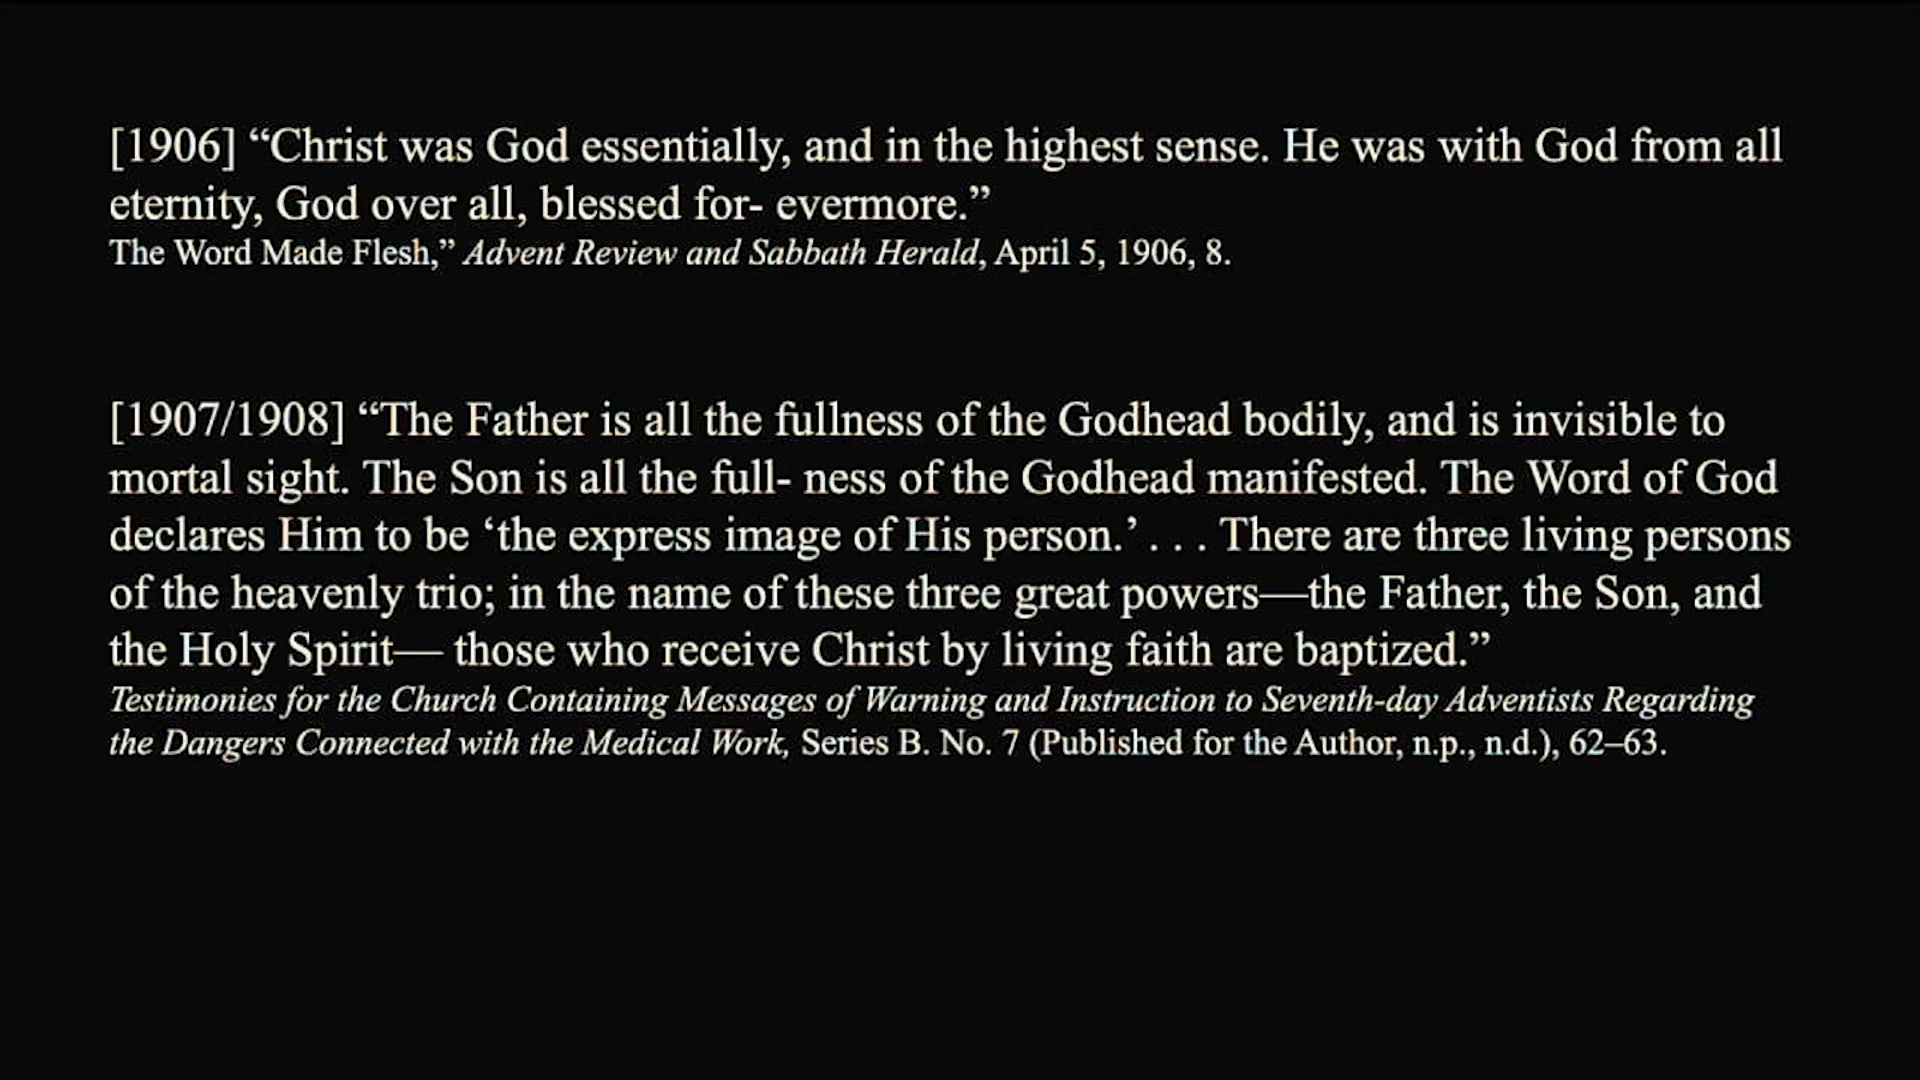 [1906] “Christ was God essentially, and in the highest sense. He was with God from all
eternity, God over all, blessed for- evermore.”
The Word Made Flesh,” Advent Review and Sabbath Herald, April 5, 1906, 8.
[1907/1908] “The Father is all the fullness of the Godhead bodily, and is invisible to
mortal sight. The Son is all the full- ness of the Godhead manifested. The Word of God
declares Him to be ‘the express image of His person.’ . . . There are three living persons
of the heavenly trio; in the name of these three great powers—the Father, the Son, and
the Holy Spirit— those who receive Christ by living faith are baptized.”
Testimonies for the Church Containing Messages of Warning and Instruction to Seventh-day Adventists Regarding
the Dangers Connected with the Medical Work, Series B. No. 7 (Published for the Author, n.p., n.d.), 62–63.